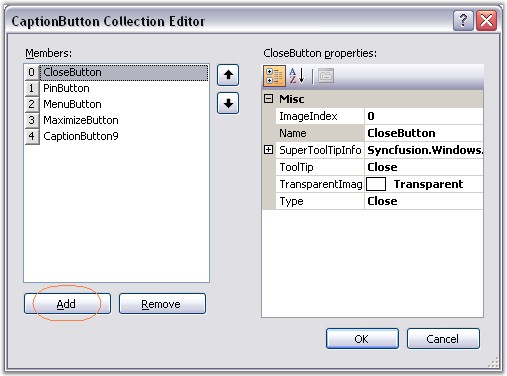 CaptionButton Collection Editor
Members:
0 CloseButton
1 PinButton
2 MenuButton
3 MaximizeButton
4 CaptionButton9
Add
Remove
CloseButton properties:
Misc
ImageIndex 0
Name CloseButton
SuperToolTipInfo Syncfusion.Windows.
ToolTip Close
TransparentImag Transparent
Type Close
OK
Cancel